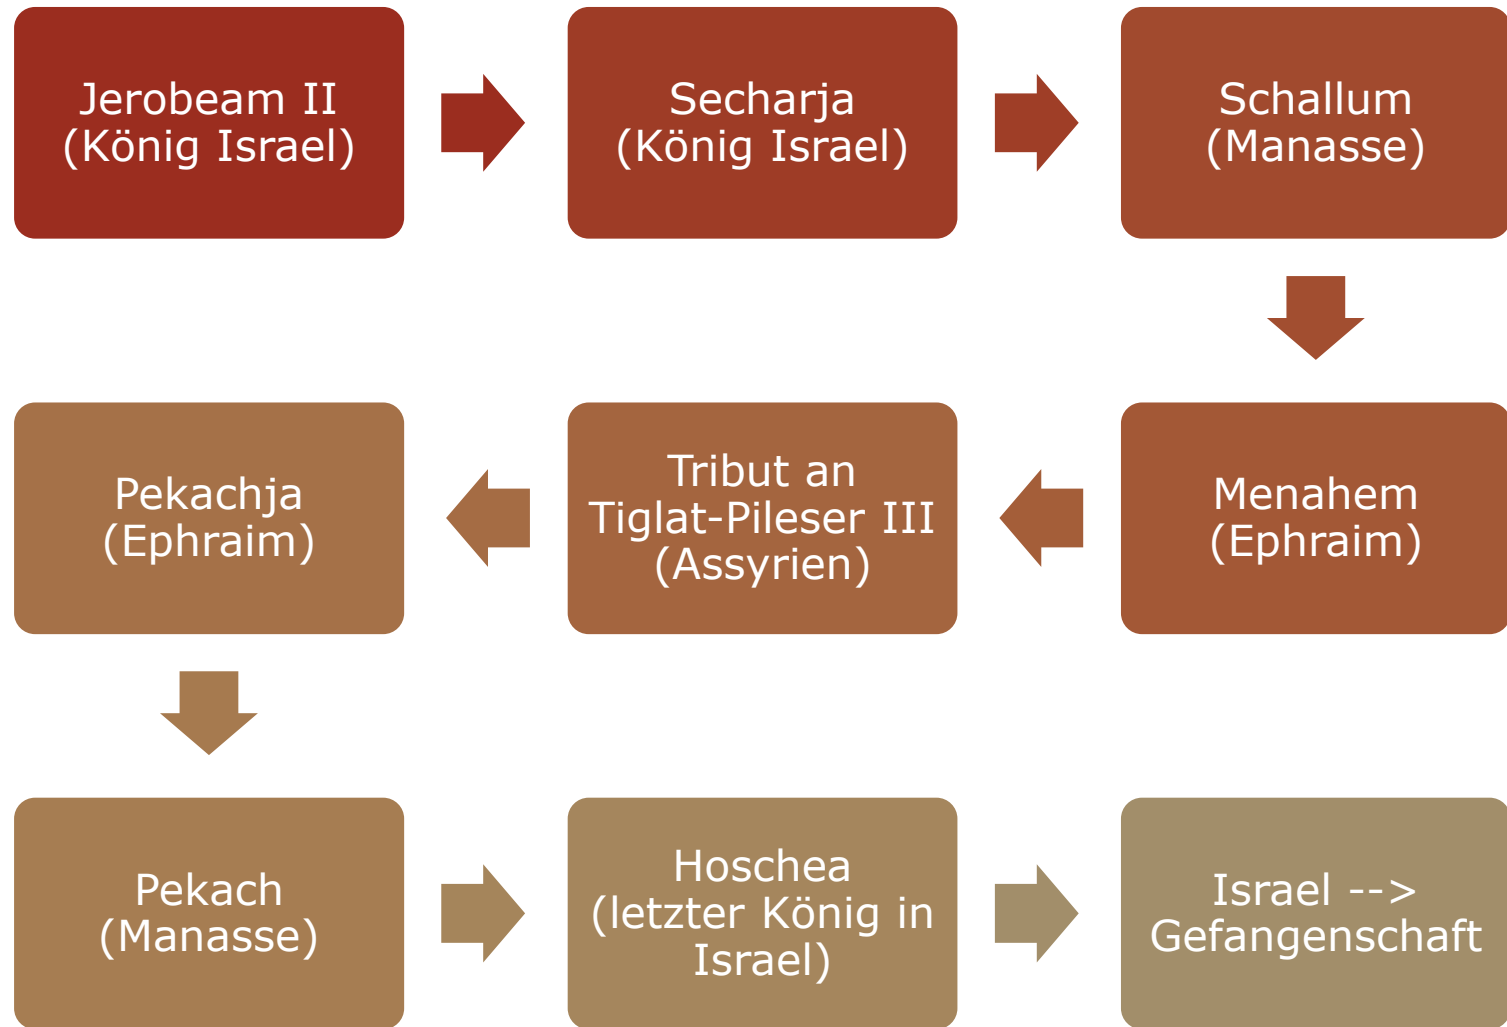 Jerobeam II
(König Israel)
Secharja
(König Israel)
Schallum
(Manasse)
Menahem
(Ephraim)
Tribut an
Tiglat-Pileser III
(Assyrien)
Pekachja
(Ephraim)
Pekach
(Manasse)
Hoschea
(letzter König in
Israel)
Israel -->
Gefangenschaft